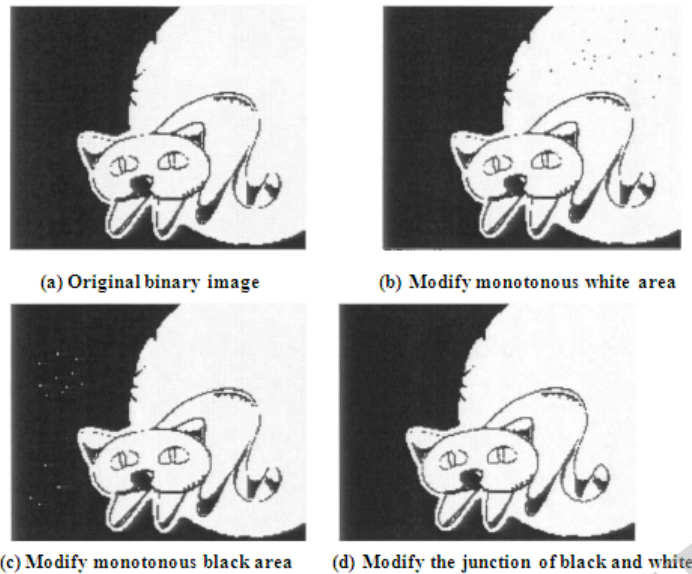 (a) Original binary image
(b) Modify monotonous white area
(c) Modify monotonous black area
(d) Modify the junction of black and white